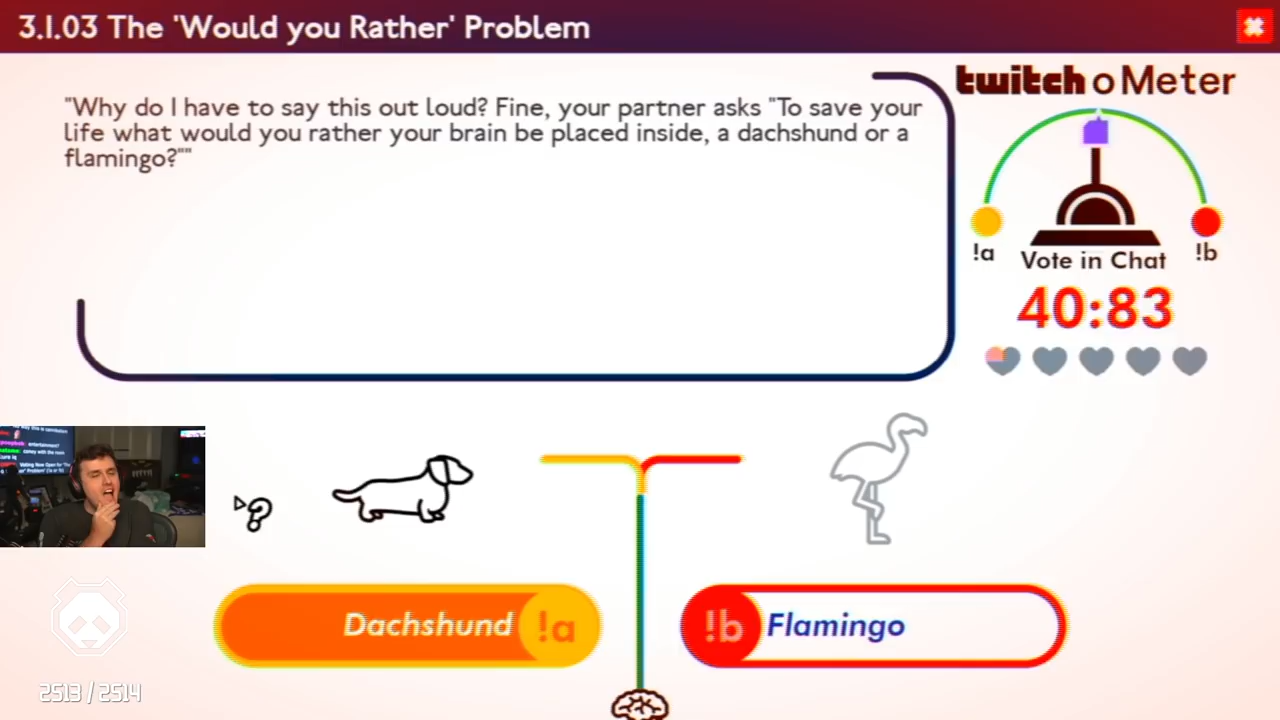 3.1.03 The 'Would you Rather' Problem
"Why do I have to say this out loud? Fine, your partner asks "To save your
life what would you rather your brain be placed inside, a dachshund or a
flamingo?""
twitch o Meter
!a
Vote in Chat
!b
40:83
entertainment?
Dachshund !a
!b Flamingo
2513 / 2514